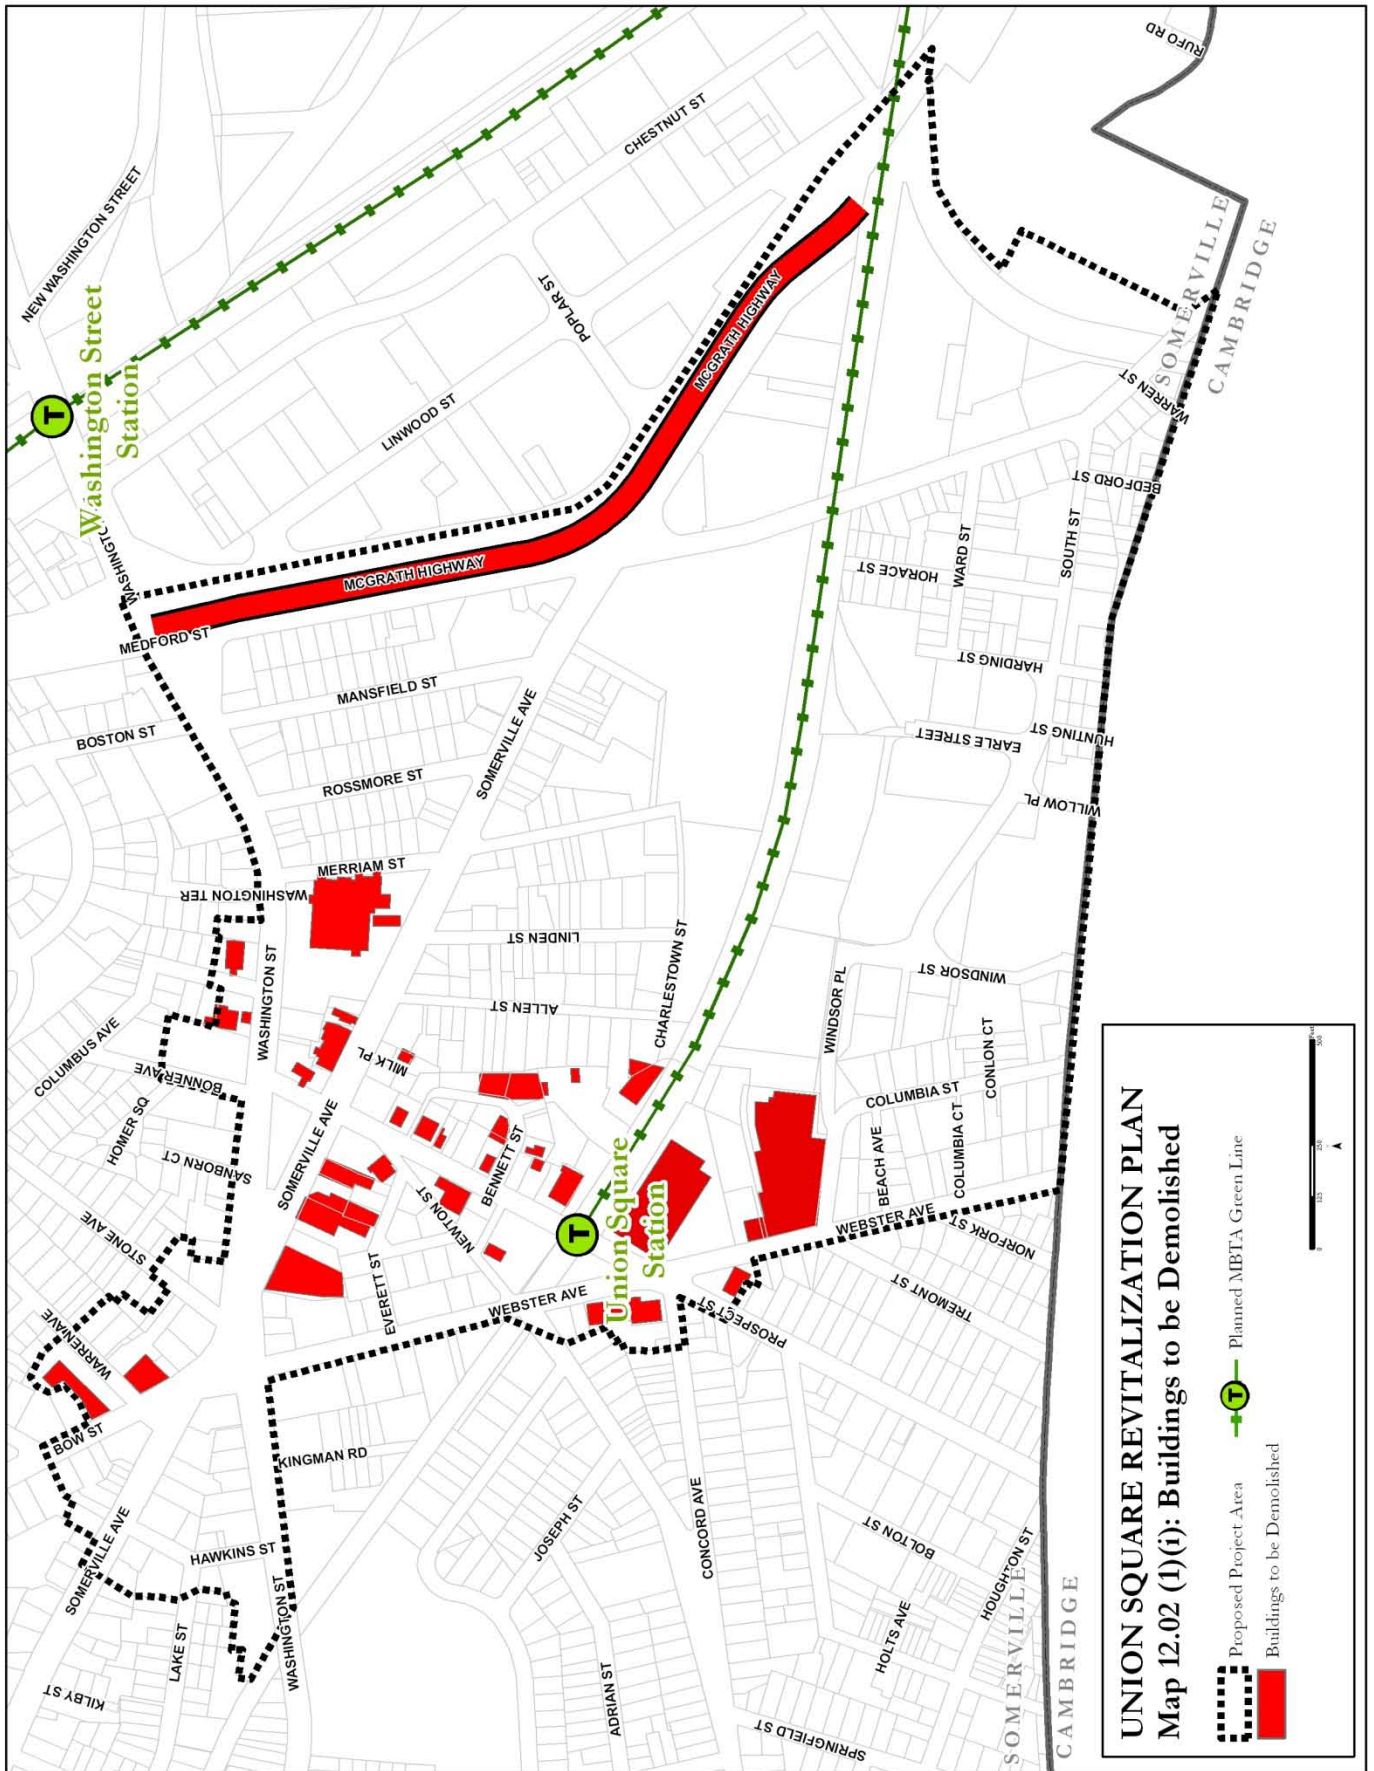 NEW WASHINGTON STREET
Washington Street
Station
RUFO RD
CHESTNUT ST
POPLAR ST
LINWOOD ST
WASHINGTO
MEDFORD ST
MCGRATH HIGHWAY
MCGRATH HIGHWAY
SOMERVILLE
CAMBRIDGE
WARREN ST
BEDFORD ST
SOUTH ST
WARD ST
HORACE ST
HARDING ST
HUNTING ST
EARLE STREET
WILLOW PL
BOSTON ST
MANSFIELD ST
ROSSMORE ST
SOMERVILLE AVE
MERRIAM ST
WASHINGTON TER
WASHINGTON ST
LINDEN ST
ALLEN ST
CHARLESTOWN ST
WINDSOR PL
WINDSOR ST
COLUMBUS AVE
BONNER AVE
HOMER SQ
SANBORN CT
STONE AVE
WARREN AVE
BOW ST
MILK PL
SOMERVILLE AVE
BENNETT ST
NEWTON ST
EVERETT ST
WEBSTER AVE
Union Square
Station
COLUMBIA ST
CONLON CT
COLUMBIA CT
BEACH AVE
WEBSTER AVE
NORFORK ST
TREMONT ST
PROSPECT ST
KINGMAN RD
HAWKINS ST
SOMERVILLE AVE
LAKE ST
KILBY ST
WASHINGTON ST
JOSEPH ST
CONCORD AVE
ADRIAN ST
BOLTON ST
HOUGHTON ST
HOLTS AVE
SPRINGFIELD ST
SOMERVILLE
CAMBRIDGE
UNION SQUARE REVITALIZATION PLAN
Map 12.02 (1)(i): Buildings to be Demolished
Proposed Project Area
T Planned MBTA Green Line
Buildings to be Demolished
0 125 250 500
Feet
T
T